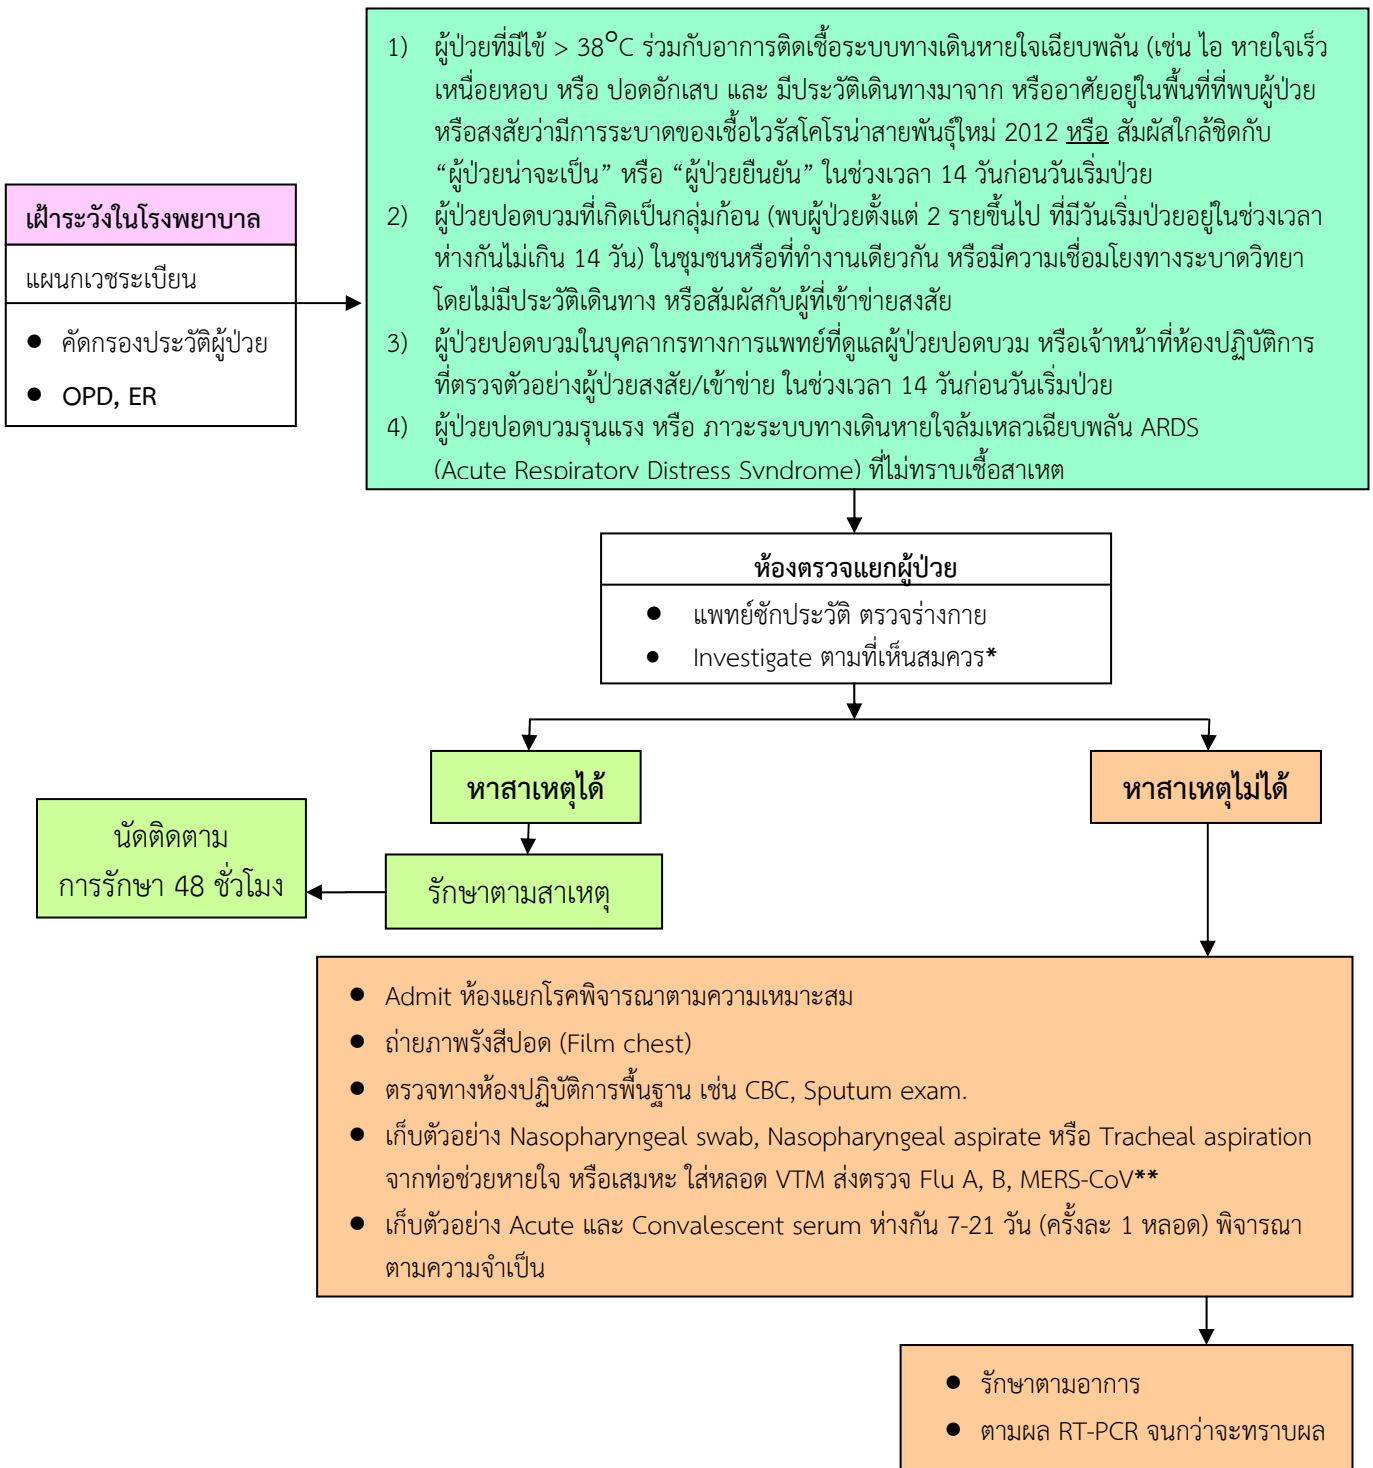 1) ผู้ป่วยที่มีไข้ > 38°C ร่วมกับอาการติดเชื้อระบบทางเดินหายใจเฉียบพลัน (เช่น ไอ หายใจเร็ว
เหนื่อยหอบ หรือ ปอดอักเสบ และ มีประวัติเดินทางมาจาก หรืออาศัยอยู่ในพื้นที่ที่พบผู้ป่วย
หรือสงสัยว่ามีการระบาดของเชื้อไวรัสโคโรน่าสายพันธุ์ใหม่ 2012 หรือ สัมผัสใกล้ชิดกับ
“ผู้ป่วยน่าจะเป็น” หรือ “ผู้ป่วยยืนยัน” ในช่วงเวลา 14 วันก่อนวันเริ่มป่วย
2) ผู้ป่วยปอดบวมที่เกิดเป็นกลุ่มก้อน (พบผู้ป่วยตั้งแต่ 2 รายขึ้นไป ที่มีวันเริ่มป่วยอยู่ในช่วงเวลา
ห่างกันไม่เกิน 14 วัน) ในชุมชนหรือที่ทำงานเดียวกัน หรือมีความเชื่อมโยงทางระบาดวิทยา
โดยไม่มีประวัติเดินทาง หรือสัมผัสกับผู้ที่เข้าข่ายสงสัย
3) ผู้ป่วยปอดบวมในบุคลากรทางการแพทย์ที่ดูแลผู้ป่วยปอดบวม หรือเจ้าหน้าที่ห้องปฏิบัติการ
ที่ตรวจตัวอย่างผู้ป่วยสงสัย/เข้าข่าย ในช่วงเวลา 14 วันก่อนวันเริ่มป่วย
4) ผู้ป่วยปอดบวมรุนแรง หรือ ภาวะระบบทางเดินหายใจล้มเหลวเฉียบพลัน ARDS
(Acute Respiratory Distress Syndrome) ที่ไม่ทราบเชื้อสาเหต
เฝ้าระวังในโรงพยาบาล
แผนกเวชระเบียน
● คัดกรองประวัติผู้ป่วย
● OPD, ER
ห้องตรวจแยกผู้ป่วย
● แพทย์ซักประวัติ ตรวจร่างกาย
● Investigate ตามที่เห็นสมควร*
หาสาเหตุได้
หาสาเหตุไม่ได้
นัดติดตาม
การรักษา 48 ชั่วโมง
รักษาตามสาเหตุ
● Admit ห้องแยกโรคพิจารณาตามความเหมาะสม
● ถ่ายภาพรังสีปอด (Film chest)
● ตรวจทางห้องปฏิบัติการพื้นฐาน เช่น CBC, Sputum exam.
● เก็บตัวอย่าง Nasopharyngeal swab, Nasopharyngeal aspirate หรือ Tracheal aspiration
จากท่อช่วยหายใจ หรือเสมหะ ใส่หลอด VTM ส่งตรวจ Flu A, B, MERS-CoV**
● เก็บตัวอย่าง Acute และ Convalescent serum ห่างกัน 7-21 วัน (ครั้งละ 1 หลอด) พิจารณา
ตามความจำเป็น
● รักษาตามอาการ
● ตามผล RT-PCR จนกว่าจะทราบผล